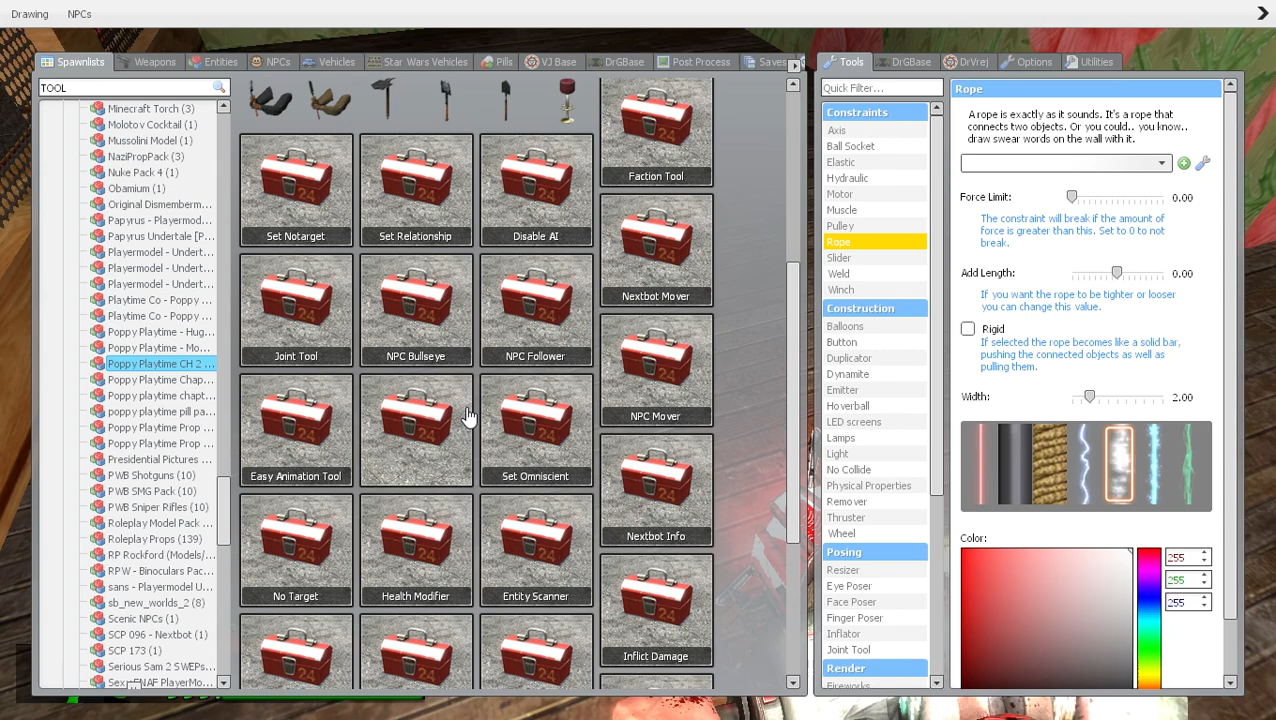 Drawing NPCs
Spawnlists Weapons Entities NPCs Vehicles Star Wars Vehicles Pills VJ Base DrGBase Post Process Saves
TOOL
Minecraft Torch (3)
Molotov Cocktail (1)
Mussolini Model (1)
NaziPropPack (3)
Nuke Pack 4 (1)
Obamium (1)
Original Dismemberm...
Papyrus - Playermod...
Papyrus Undertale [P...
Playermodel - Undert...
Playermodel - Undert...
Playermodel - Undert...
Playtime Co - Poppy ...
Playtime Co - Poppy ...
Poppy Playtime - Hug...
Poppy Playtime - Mo...
Poppy Playtime CH 2 ...
Poppy Playtime Chap...
Poppy playtime chapt...
poppy playtime pill pa...
Poppy Playtime Prop ...
Poppy Playtime Prop ...
Presidential Pictures ...
PWB Shotguns (10)
PWB SMG Pack (10)
PWB Sniper Rifles (10)
Roleplay Model Pack ...
Roleplay Props (139)
RP Rockford (Models/...
RPW - Binoculars Pac...
sans - Playermodel U...
sb_new_worlds_2 (8)
Scenic NPCs (1)
SCP 096 - Nextbot (1)
SCP 173 (1)
Serious Sam 2 SWEPs...
Sexy FNAF PlayerMo...
Set Notarget
Set Relationship
Disable AI
Joint Tool
NPC Bullseye
NPC Follower
Easy Animation Tool
Set Omniscient
No Target
Health Modifier
Entity Scanner
Faction Tool
Nextbot Mover
NPC Mover
Nextbot Info
Inflict Damage
Tools DrGBase DrVrej Options Utilities
Quick Filter...
Constraints
Axis
Ball Socket
Elastic
Hydraulic
Motor
Muscle
Pulley
Rope
Slider
Weld
Winch
Construction
Balloons
Button
Duplicator
Dynamite
Emitter
Hoverball
LED screens
Lamps
Light
No Collide
Physical Properties
Remover
Thruster
Wheel
Posing
Resizer
Eye Poser
Face Poser
Finger Poser
Inflator
Joint Tool
Render
Fireworks
Rope
A rope is exactly as it sounds. It's a rope that
connects two objects. Or you could.. you know..
draw swear words on the wall with it.
Force Limit: 0.00
The constraint will break if the amount of
force is greater than this. Set to 0 to not
break.
Add Length: 0.00
If you want the rope to be tighter or looser
you can change this value.
Rigid
If selected the rope becomes like a solid bar,
pushing the connected objects as well as
pulling them.
Width: 2.00
Color:
255
255
255